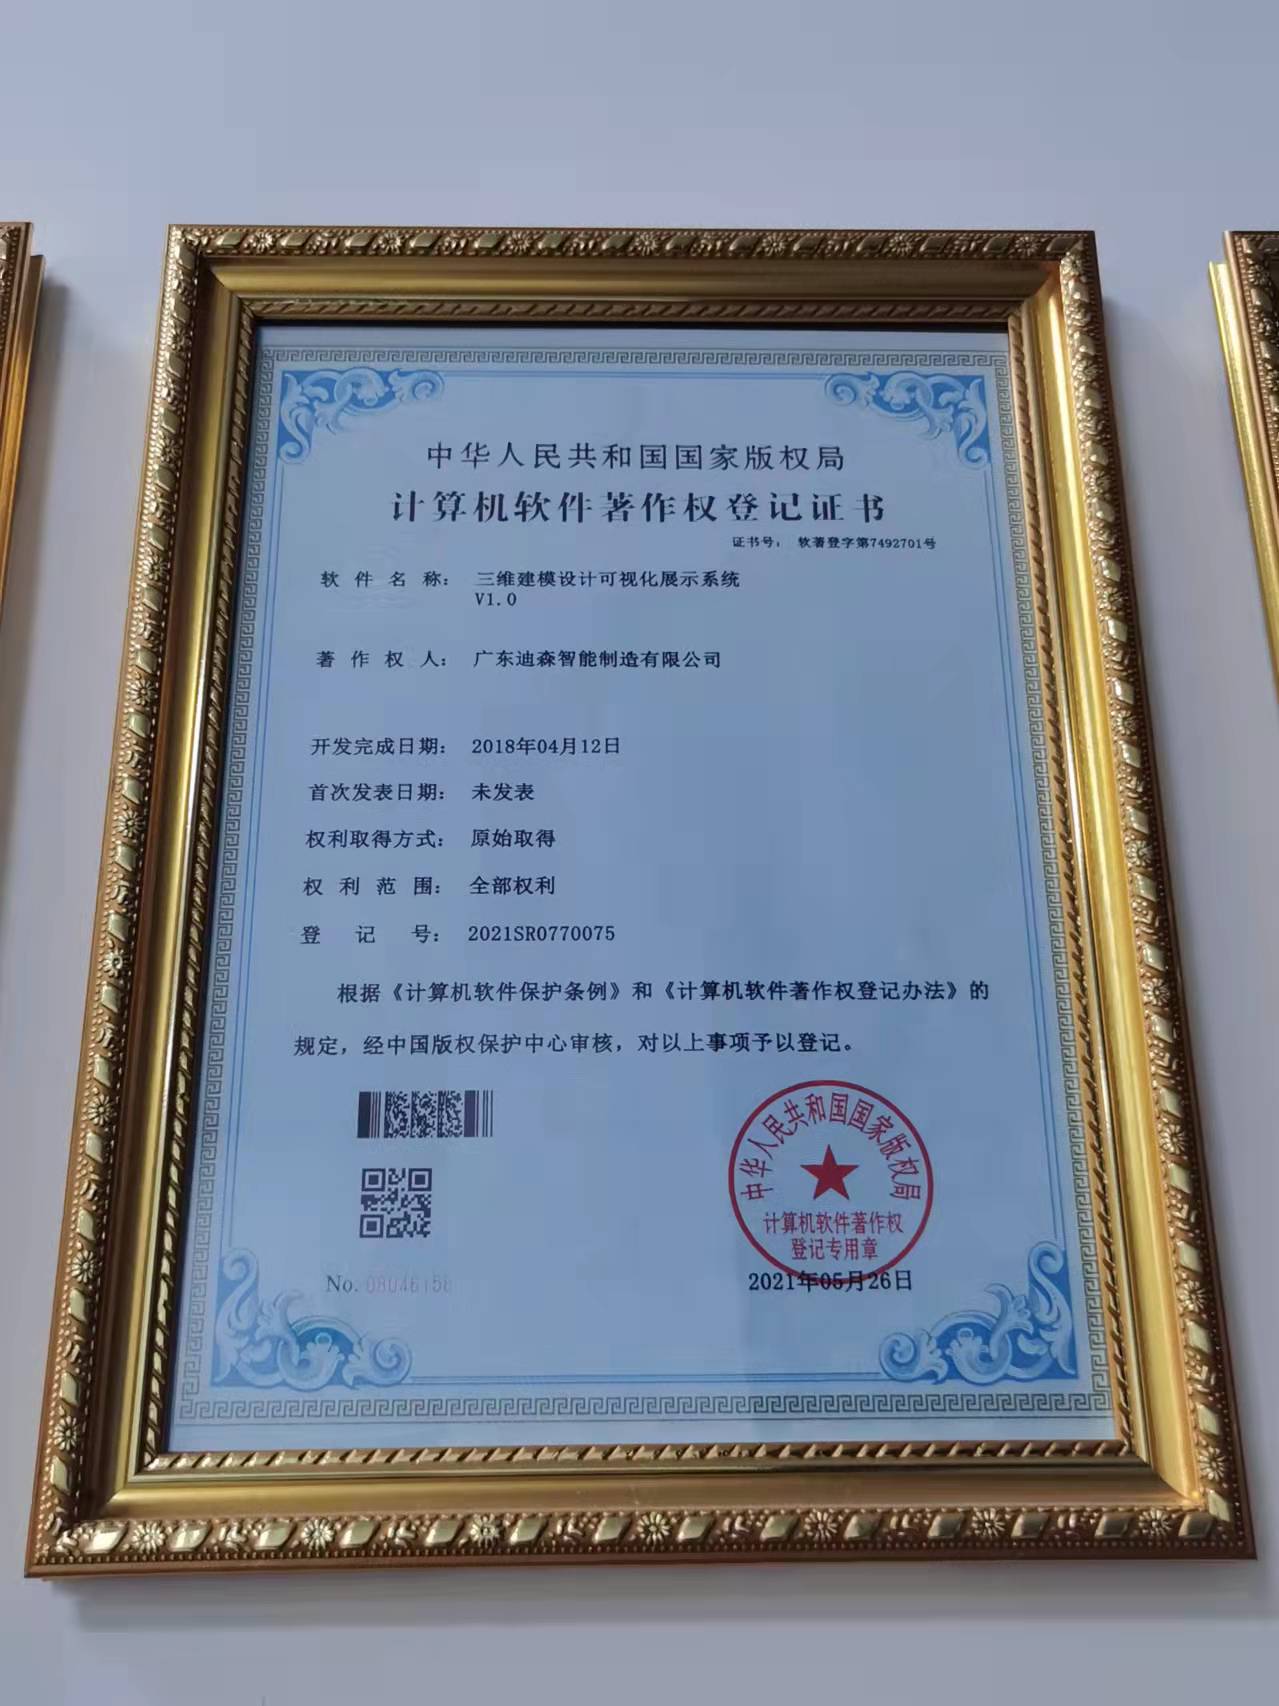 中华人民共和国国家版权局
计算机软件著作权登记证书
证书号： 软著登字第7492701号
软件名称： 三维建模设计可视化展示系统
V1.0
著作权人： 广东迪森智能制造有限公司
开发完成日期： 2018年04月12日
首次发表日期： 未发表
权利取得方式： 原始取得
权利范围： 全部权利
登记号： 2021SR0770075
根据《计算机软件保护条例》和《计算机软件著作权登记办法》的
规定，经中国版权保护中心审核，对以上事项予以登记。
中华人民共和国国家版权局
计算机软件著作权
登记专用章
No.
2021年05月26日